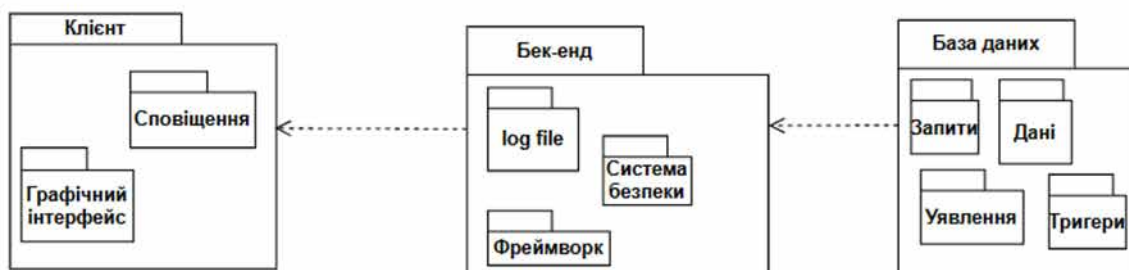 Клієнт
Сповіщення
Графічний
інтерфейс
Бек-енд
log file
Система
безпеки
Фреймворк
База даних
Запити
Дані
Уявлення
Тригери